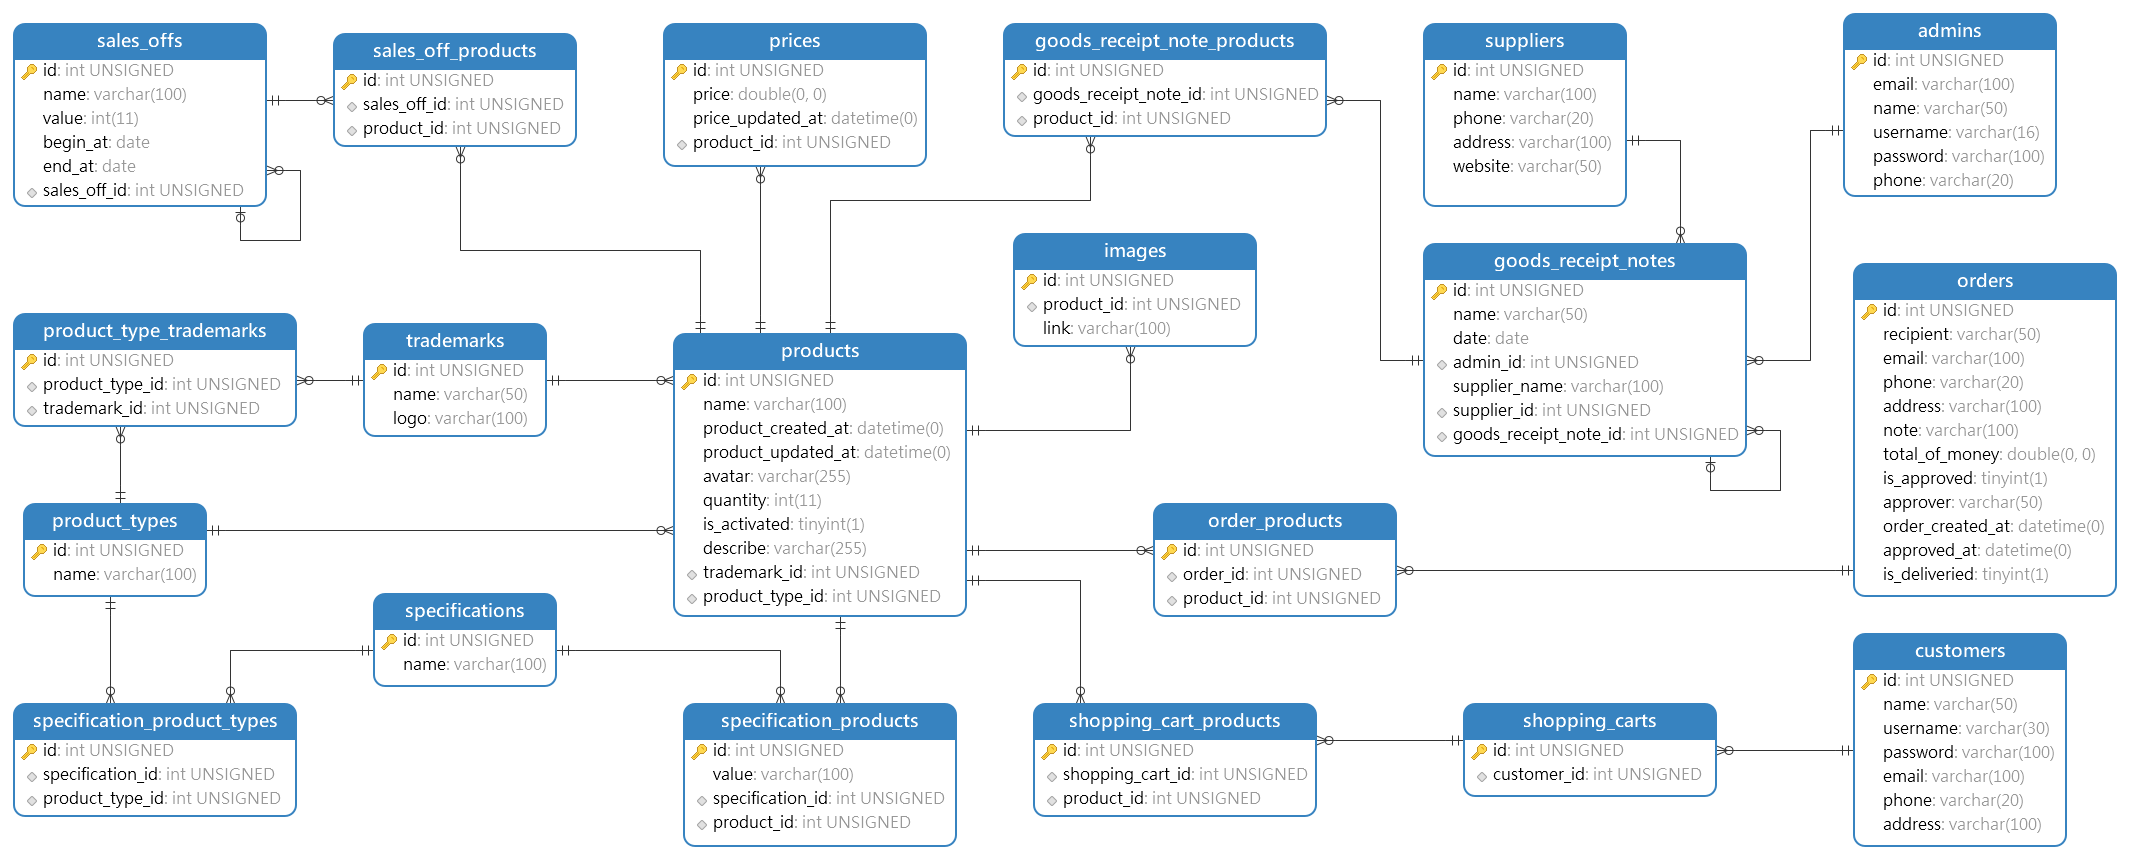 sales_offs
id: int UNSIGNED
name: varchar(100)
value: int(11)
begin_at: date
end_at: date
sales_off_id: int UNSIGNED
sales_off_products
id: int UNSIGNED
sales_off_id: int UNSIGNED
product_id: int UNSIGNED
prices
id: int UNSIGNED
price: double(0, 0)
price_updated_at: datetime(0)
product_id: int UNSIGNED
goods_receipt_note_products
id: int UNSIGNED
goods_receipt_note_id: int UNSIGNED
product_id: int UNSIGNED
suppliers
id: int UNSIGNED
name: varchar(100)
phone: varchar(20)
address: varchar(100)
website: varchar(50)
admins
id: int UNSIGNED
email: varchar(100)
name: varchar(50)
username: varchar(16)
password: varchar(100)
phone: varchar(20)
images
id: int UNSIGNED
product_id: int UNSIGNED
link: varchar(100)
goods_receipt_notes
id: int UNSIGNED
name: varchar(50)
date: date
admin_id: int UNSIGNED
supplier_name: varchar(100)
supplier_id: int UNSIGNED
goods_receipt_note_id: int UNSIGNED
orders
id: int UNSIGNED
recipient: varchar(50)
email: varchar(100)
phone: varchar(20)
address: varchar(100)
note: varchar(100)
total_of_money: double(0, 0)
is_approved: tinyint(1)
approver: varchar(50)
order_created_at: datetime(0)
approved_at: datetime(0)
is_deliveried: tinyint(1)
product_type_trademarks
id: int UNSIGNED
product_type_id: int UNSIGNED
trademark_id: int UNSIGNED
trademarks
id: int UNSIGNED
name: varchar(50)
logo: varchar(100)
products
id: int UNSIGNED
name: varchar(100)
product_created_at: datetime(0)
product_updated_at: datetime(0)
avatar: varchar(255)
quantity: int(11)
is_activated: tinyint(1)
describe: varchar(255)
trademark_id: int UNSIGNED
product_type_id: int UNSIGNED
product_types
id: int UNSIGNED
name: varchar(100)
order_products
id: int UNSIGNED
order_id: int UNSIGNED
product_id: int UNSIGNED
specifications
id: int UNSIGNED
name: varchar(100)
customers
id: int UNSIGNED
name: varchar(50)
username: varchar(30)
password: varchar(100)
email: varchar(100)
phone: varchar(20)
address: varchar(100)
specification_product_types
id: int UNSIGNED
specification_id: int UNSIGNED
product_type_id: int UNSIGNED
specification_products
id: int UNSIGNED
value: varchar(100)
specification_id: int UNSIGNED
product_id: int UNSIGNED
shopping_cart_products
id: int UNSIGNED
shopping_cart_id: int UNSIGNED
product_id: int UNSIGNED
shopping_carts
id: int UNSIGNED
customer_id: int UNSIGNED